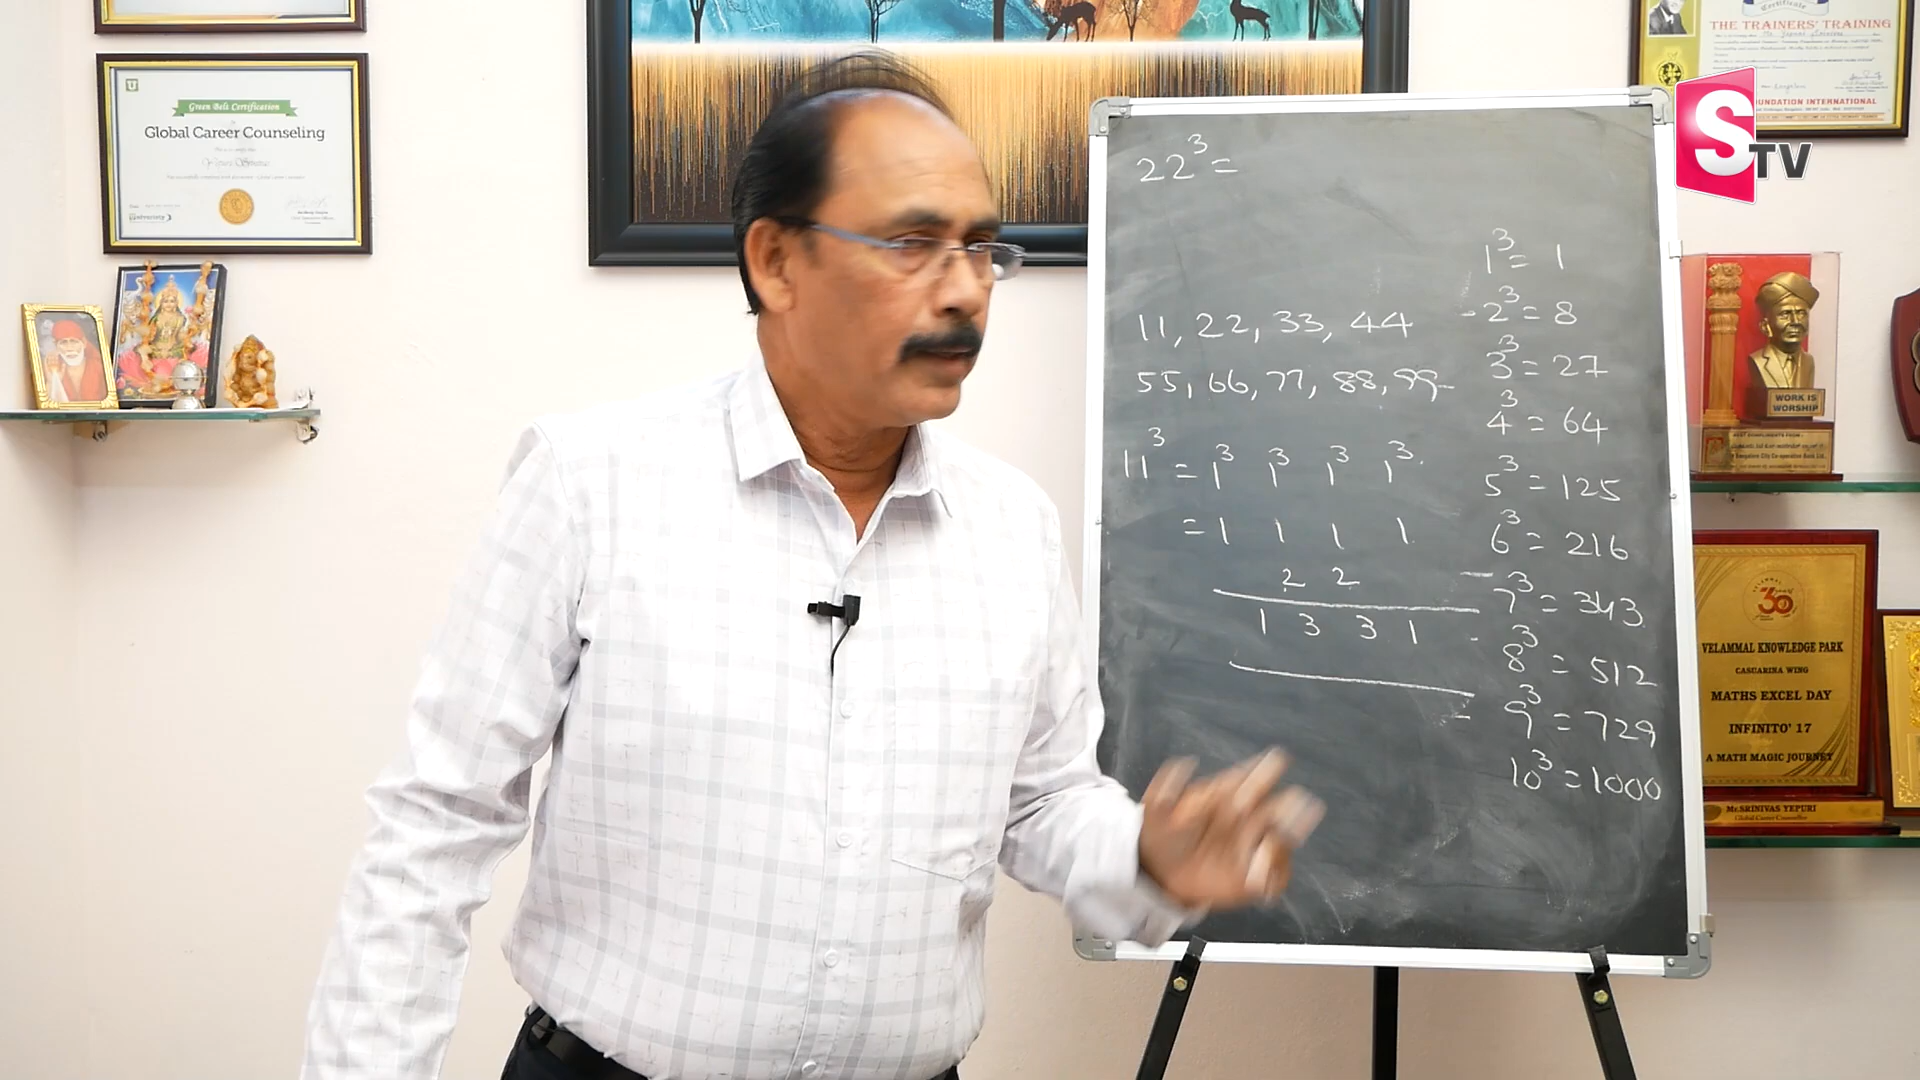 Green Belt Certification
Global Career Counseling
THE TRAINERS' TRAINING
FOUNDATION INTERNATIONAL
STV
22³=
11, 22, 33, 44
55, 66, 77, 88, 99
11³ = 1³ 1³ 1³ 1³
= 1 1 1 1
2 2
1 3 3 1
1³ = 1
2³ = 8
3³ = 27
4³ = 64
5³ = 125
6³ = 216
7³ = 343
8³ = 512
9³ = 729
10³ = 1000
WORK IS
WORSHIP
30
VELAMMAL KNOWLEDGE PARK
CASUARINA WING
MATHS EXCEL DAY
INFINITO' 17
A MATH MAGIC JOURNEY
Mr.SRINIVAS YEPURI
Global Career Counsellor